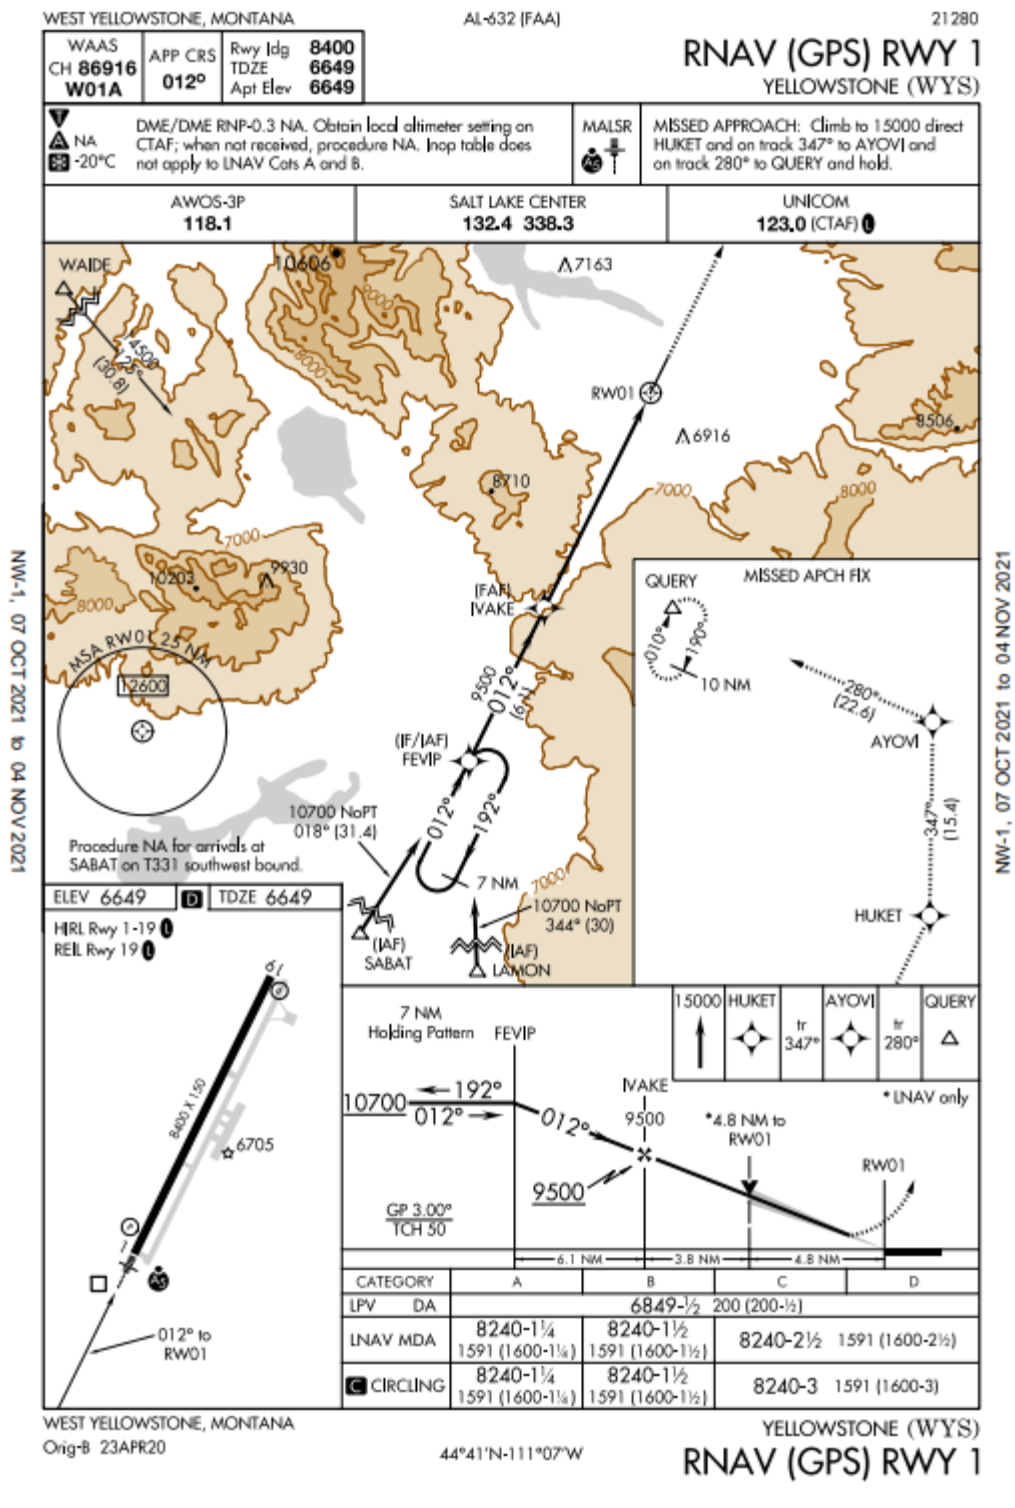 WEST YELLOWSTONE, MONTANA
AL-632 (FAA)
21280
WAAS
CH 86916
W01A
APP CRS
012°
Rwy ldg 8400
TDZE 6649
Apt Elev 6649
RNAV (GPS) RWY 1
YELLOWSTONE (WYS)
T
A NA
-20°C
DME/DME RNP-0.3 NA. Obtain local altimeter setting on
CTAF; when not received, procedure NA. Inop table does
not apply to LNAV Cats A and B.
MALSR
A5
MISSED APPROACH: Climb to 15000 direct
HUKET and on track 347° to AYOVI and
on track 280° to QUERY and hold.
AWOS-3P
118.1
SALT LAKE CENTER
132.4 338.3
UNICOM
123.0 (CTAF) L
WAIDE
14500
125°
(30.8)
10606
8000
8000
7163
RW01
6916
8506
8710
7000
8000
7000
10203
9930
8000
MSA RW01 25 NM
12600
(FAF)
IVAKE
9500
012°
(6.1)
(IF/IAF)
FEVIP
10700 NoPT
018° (31.4)
012°
192°
7 NM
7000
10700 NoPT
344° (30)
(IAF)
SABAT
(IAF)
LAMON
Procedure NA for arrivals at
SABAT on T331 southwest bound.
MISSED APCH FIX
QUERY
010°
190°
10 NM
280°
(22.6)
AYOVI
347°
(15.4)
HUKET
NW-1, 07 OCT 2021 to 04 NOV 2021
NW-1, 07 OCT 2021 to 04 NOV 2021
ELEV 6649
D
TDZE 6649
HIRL Rwy 1-19 L
REIL Rwy 19 L
19
P
8400 X 150
6705
1
A5
012° to
RW01
7 NM
Holding Pattern
FEVIP
15000
HUKET
tr
347°
AYOVI
tr
280°
QUERY
10700
192°
012°
012°
IVAKE
9500
9500
*4.8 NM to
RW01
* LNAV only
RW01
GP 3.00°
TCH 50
6.1 NM
3.8 NM
4.8 NM
CATEGORY A B C D
LPV DA 6849-½ 200 (200-½)
LNAV MDA
8240-1¼
1591 (1600-1¼)
8240-1½
1591 (1600-1½)
8240-2½ 1591 (1600-2½)
C CIRCLING
8240-1¼
1591 (1600-1¼)
8240-1½
1591 (1600-1½)
8240-3 1591 (1600-3)
WEST YELLOWSTONE, MONTANA
Orig-B 23APR20
44°41'N-111°07'W
YELLOWSTONE (WYS)
RNAV (GPS) RWY 1